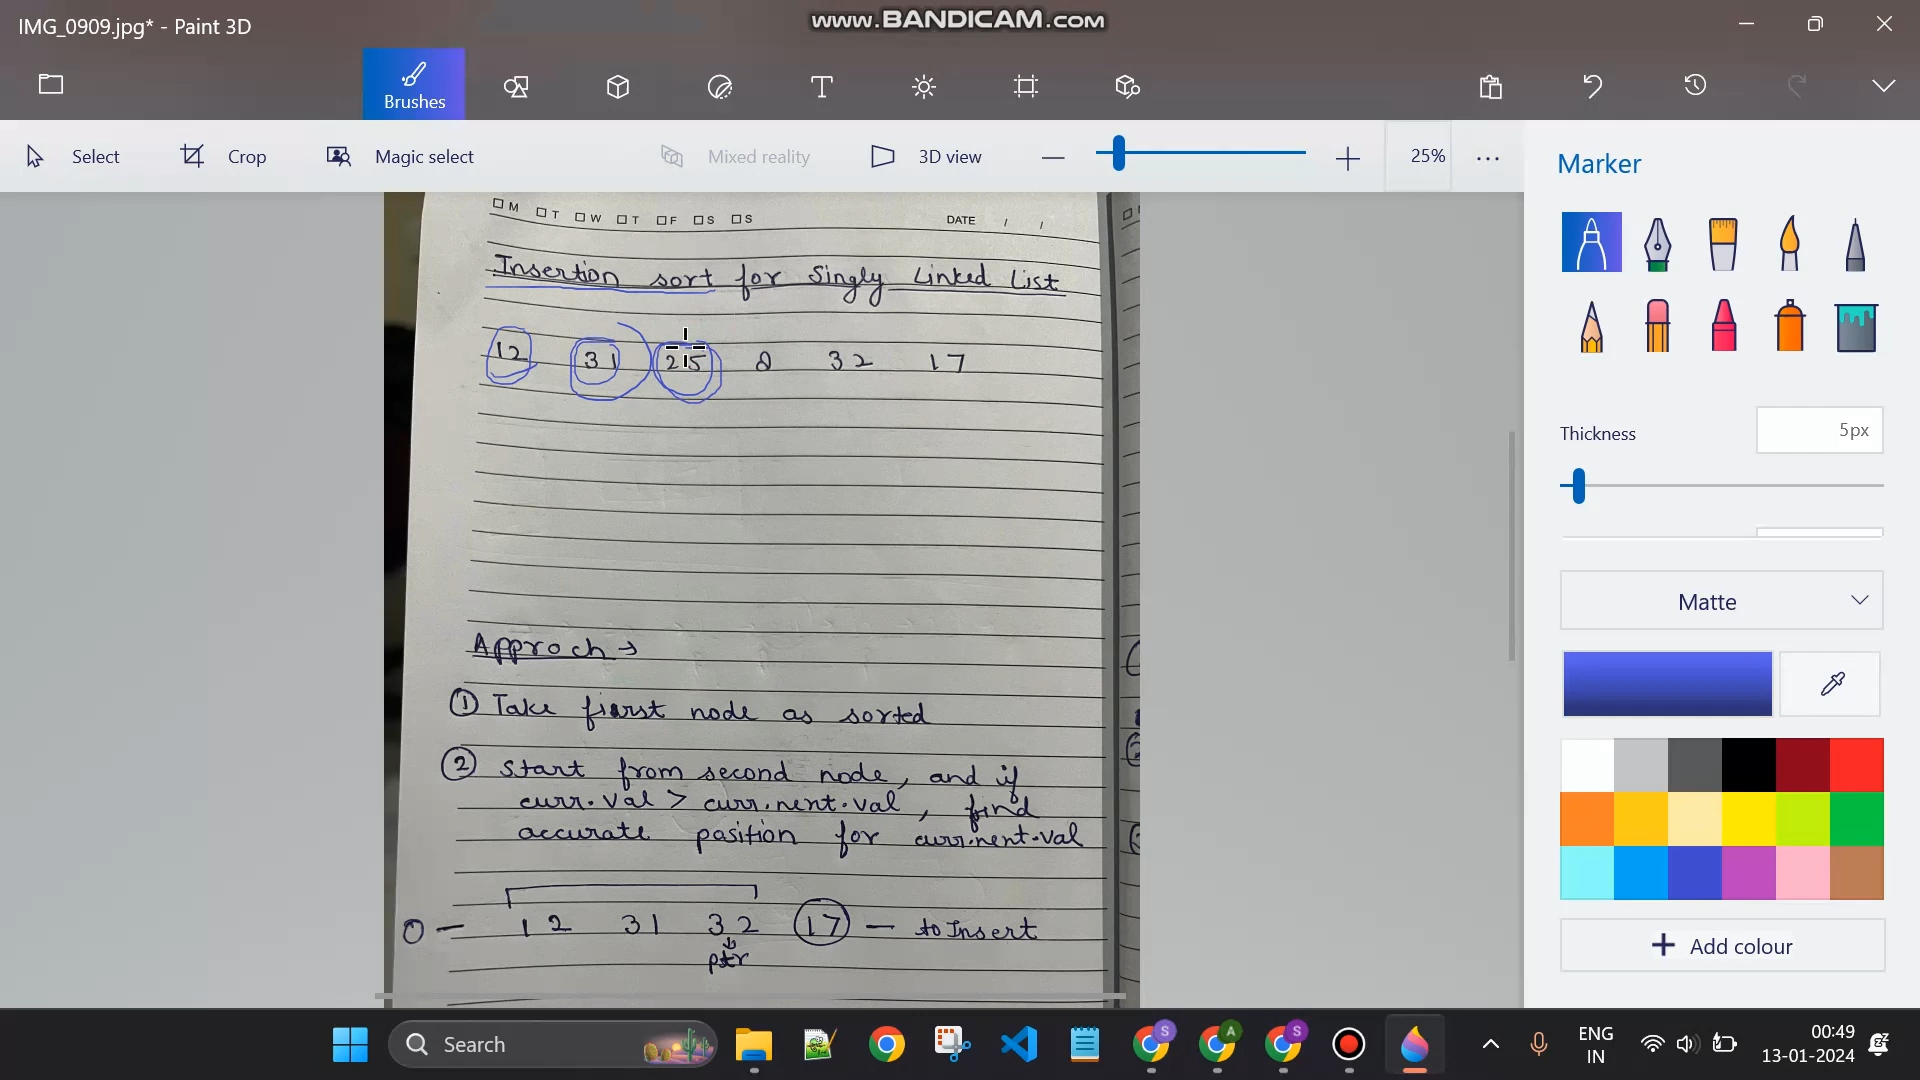 IMG_0909.jpg* - Paint 3D
www.BANDICAM.com
Brushes
Select
Crop
Magic select
Mixed reality
3D view
25%
Marker
M T W T F S S
DATE / /
Insertion sort for Singly Linked List
12 31 25 8 32 17
Thickness
5px
Matte
Approch →
① Take first node as sorted
② start from second node, and if
curr.val > curr.nent.val, find
accurate position for curr.nent.val
0 — 12 31 32 17 — to Insert
ptr
Add colour
Search
ENG
IN
00:49
13-01-2024